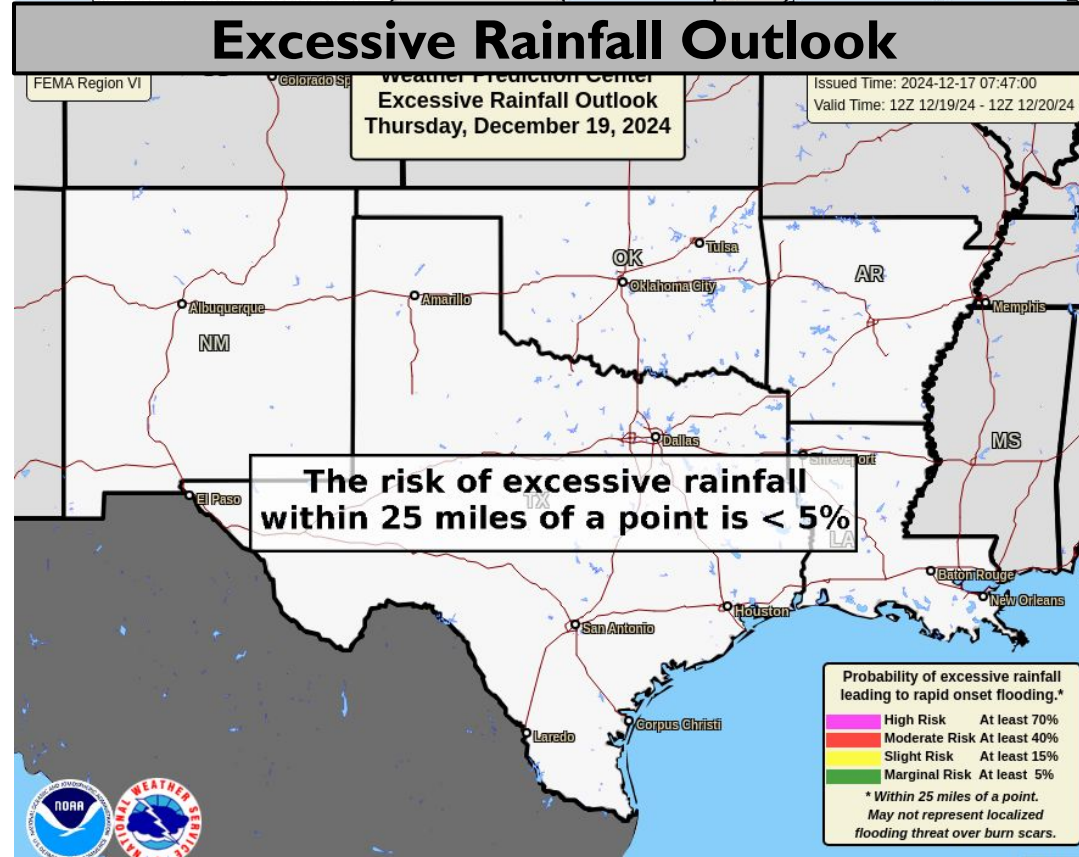 Excessive Rainfall Outlook
FEMA Region VI
Colorado Sp
Weather Prediction Center
Excessive Rainfall Outlook
Thursday, December 19, 2024
Issued Time: 2024-12-17 07:47:00
Valid Time: 12Z 12/19/24 - 12Z 12/20/24
Tulsa
OK
AR
Oklahoma City
Amarillo
Albuquerque
Memphis
NM
Dallas
MS
Shreveport
The risk of excessive rainfall
within 25 miles of a point is < 5%
El Paso
TX
LA
Baton Rouge
New Orleans
Houston
San Antonio
Corpus Christi
Laredo
Probability of excessive rainfall
leading to rapid onset flooding.*
High Risk At least 70%
Moderate Risk At least 40%
Slight Risk At least 15%
Marginal Risk At least 5%
* Within 25 miles of a point.
May not represent localized
flooding threat over burn scars.
NOAA
NATIONAL WEATHER SERVICE